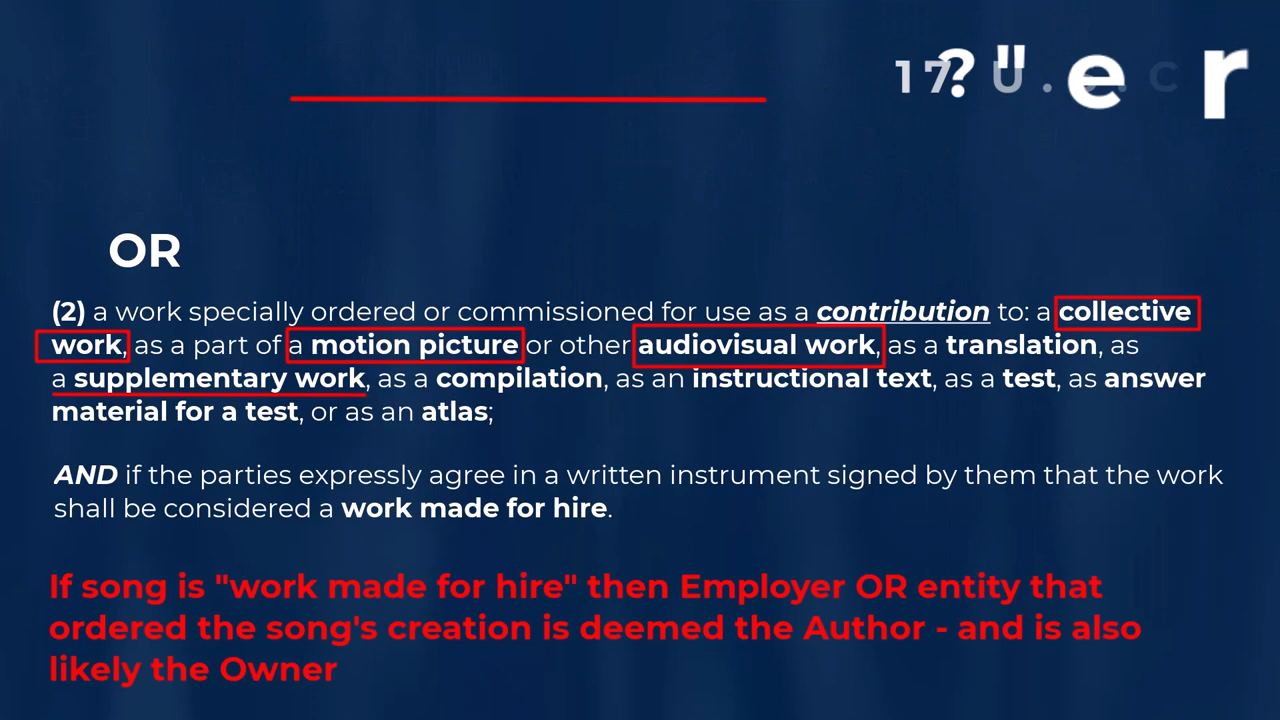 OR
(2) a work specially ordered or commissioned for use as a contribution to: a collective
work, as a part of a motion picture or other audiovisual work, as a translation, as
a supplementary work, as a compilation, as an instructional text, as a test, as answer
material for a test, or as an atlas;
AND if the parties expressly agree in a written instrument signed by them that the work
shall be considered a work made for hire.
If song is "work made for hire" then Employer OR entity that
ordered the song's creation is deemed the Author - and is also
likely the Owner